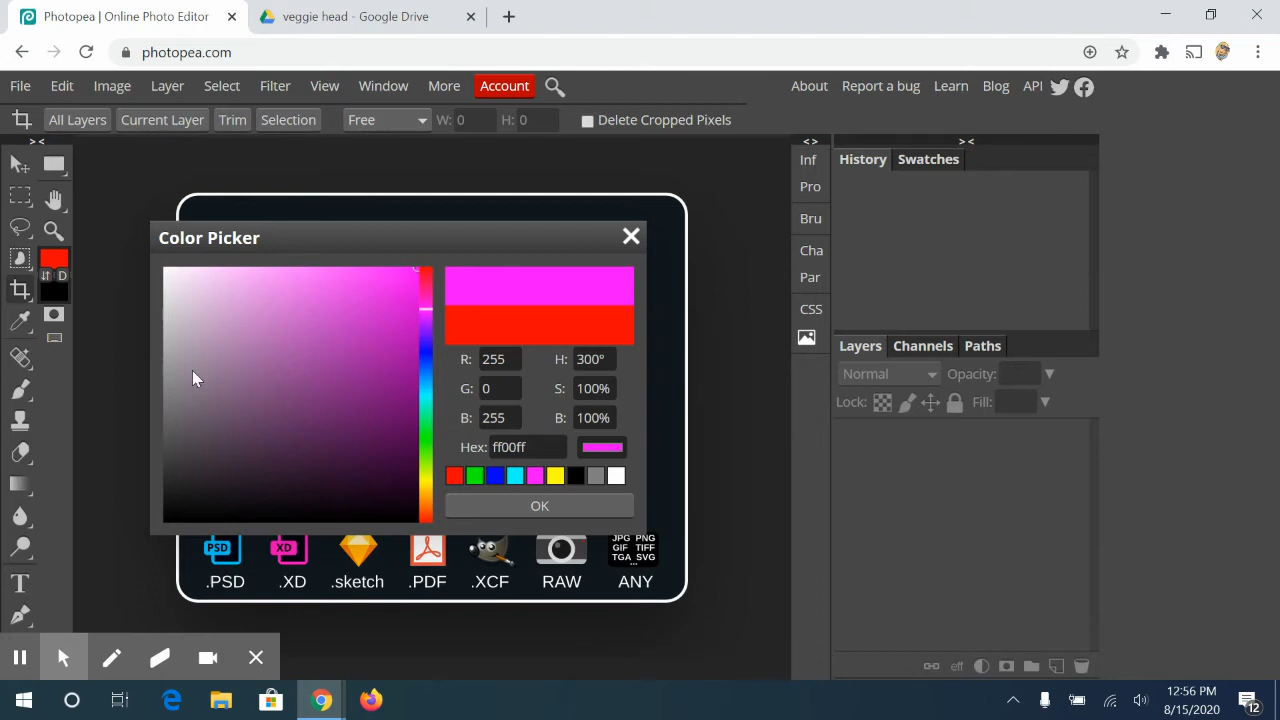 Photopea | Online Photo Editor
veggie head - Google Drive
photopea.com
File Edit Image Layer Select Filter View Window More Account About Report a bug Learn Blog API
All Layers Current Layer Trim Selection Free W: 0 H: 0 Delete Cropped Pixels
> <
<>
> <
Inf
Pro
Bru
Cha
Par
CSS
History Swatches
Color Picker
R: 255 H: 300°
G: 0 S: 100%
B: 255 B: 100%
Hex: ff00ff
OK
D
T
Layers Channels Paths
Normal Opacity:
Lock: Fill:
eff
PSD XD JPG PNG
GIF TIFF
TGA SVG
...
.PSD .XD .sketch .PDF .XCF RAW ANY
12:56 PM
8/15/2020
12